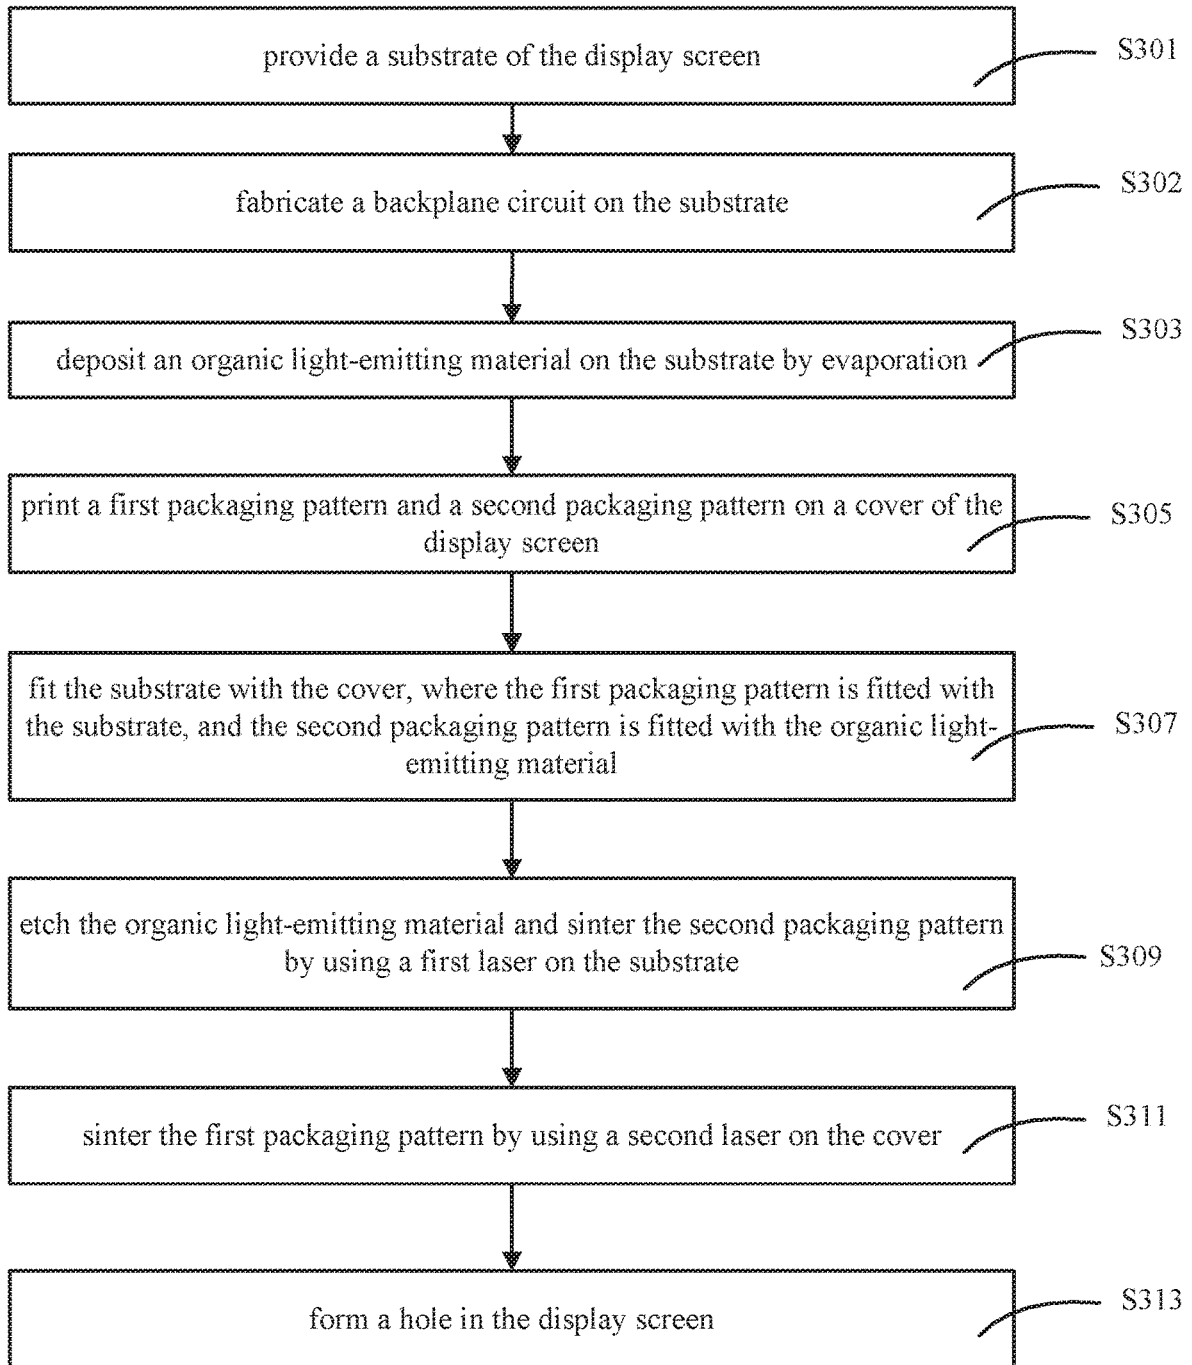 provide a substrate of the display screen
S301
fabricate a backplane circuit on the substrate
S302
deposit an organic light-emitting material on the substrate by evaporation
S303
print a first packaging pattern and a second packaging pattern on a cover of the
display screen
S305
fit the substrate with the cover, where the first packaging pattern is fitted with
the substrate, and the second packaging pattern is fitted with the organic light-
emitting material
S307
etch the organic light-emitting material and sinter the second packaging pattern
by using a first laser on the substrate
S309
sinter the first packaging pattern by using a second laser on the cover
S311
form a hole in the display screen
S313